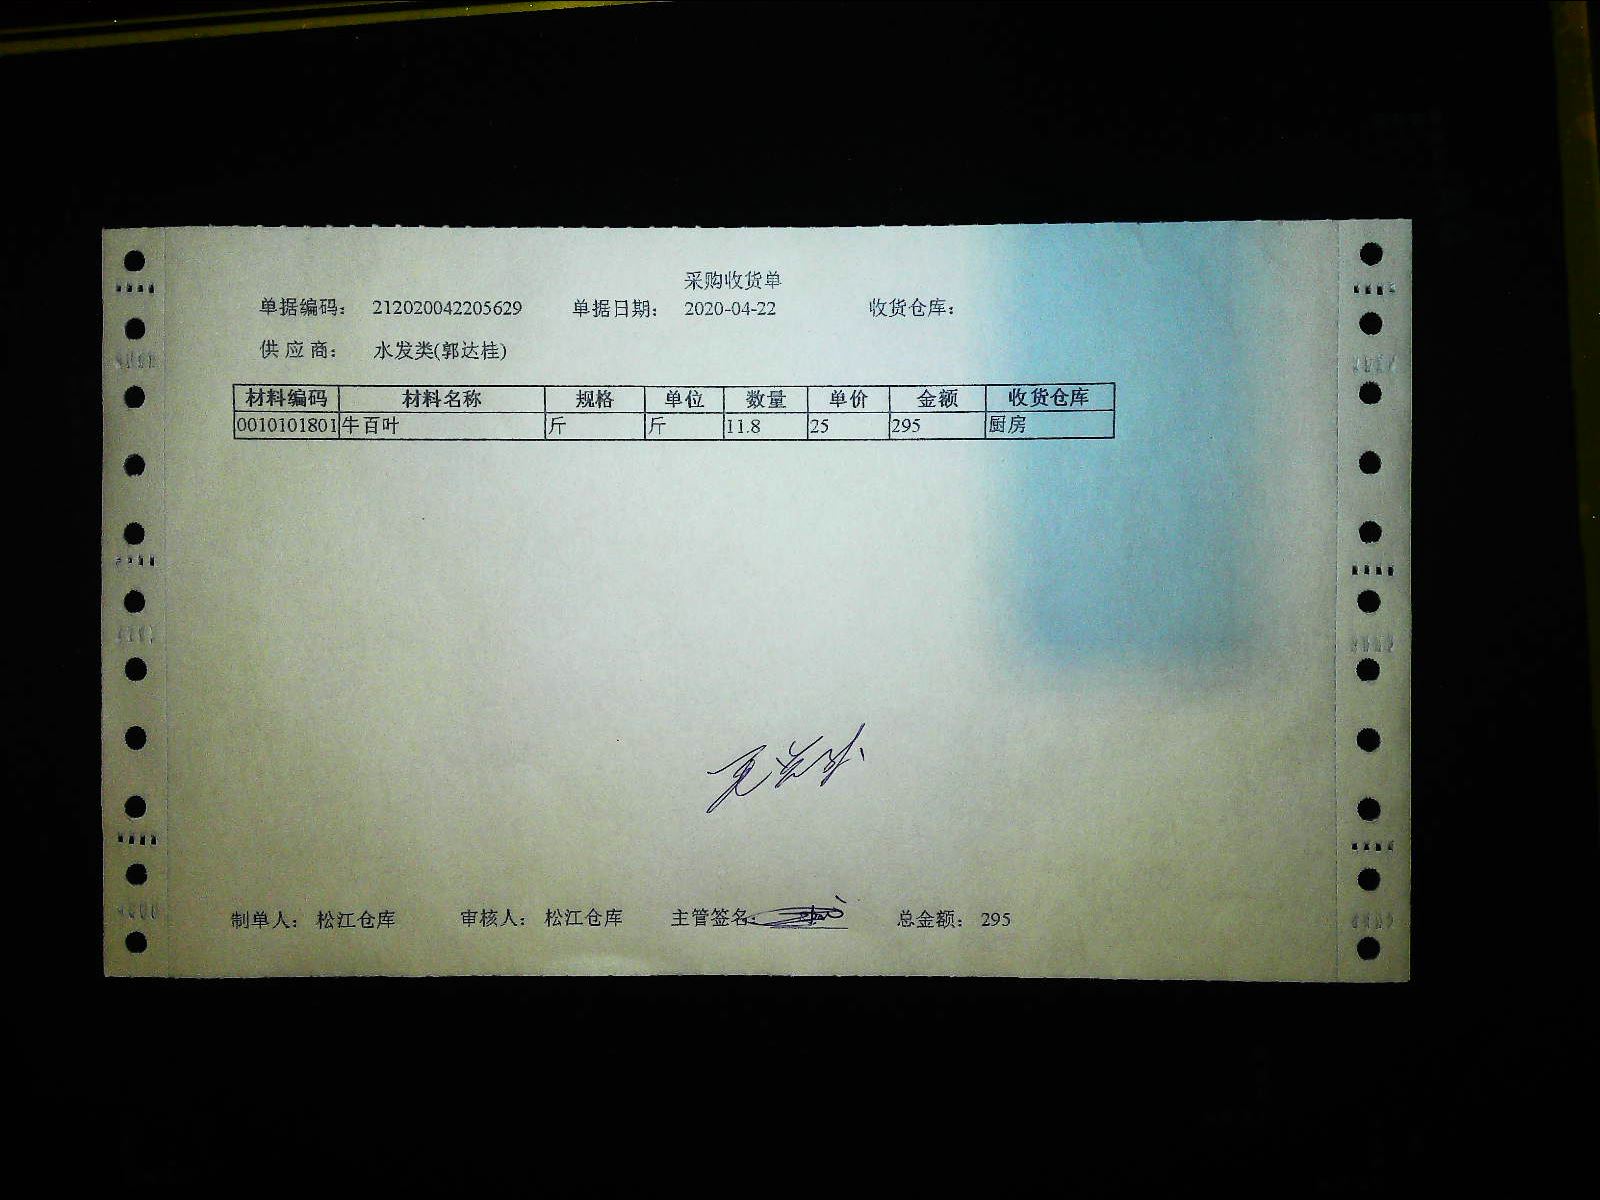 采购收货单
单据编码： 212020042205629 单据日期： 2020-04-22 收货仓库：
供 应 商： 水发类(郭达桂)
材料编码 材料名称 规格 单位 数量 单价 金额 收货仓库
0010101801 牛百叶 斤 斤 11.8 25 295 厨房
制单人： 松江仓库 审核人： 松江仓库 主管签名： 总金额： 295